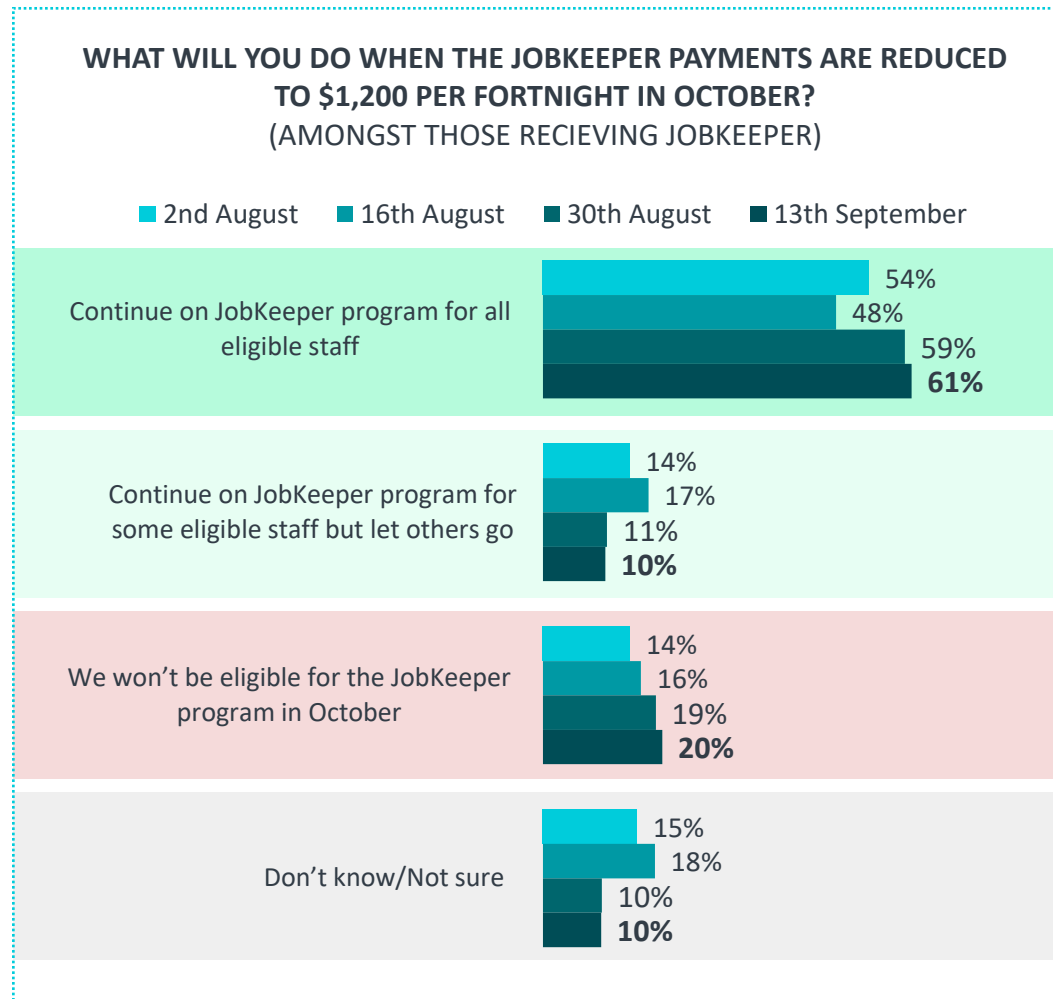 WHAT WILL YOU DO WHEN THE JOBKEEPER PAYMENTS ARE REDUCED
TO $1,200 PER FORTNIGHT IN OCTOBER?
(AMONGST THOSE RECIEVING JOBKEEPER)
2nd August 16th August 30th August 13th September
Continue on JobKeeper program for all
eligible staff
54%
48%
59%
61%
Continue on JobKeeper program for
some eligible staff but let others go
14%
17%
11%
10%
We won’t be eligible for the JobKeeper
program in October
14%
16%
19%
20%
Don’t know/Not sure
15%
18%
10%
10%